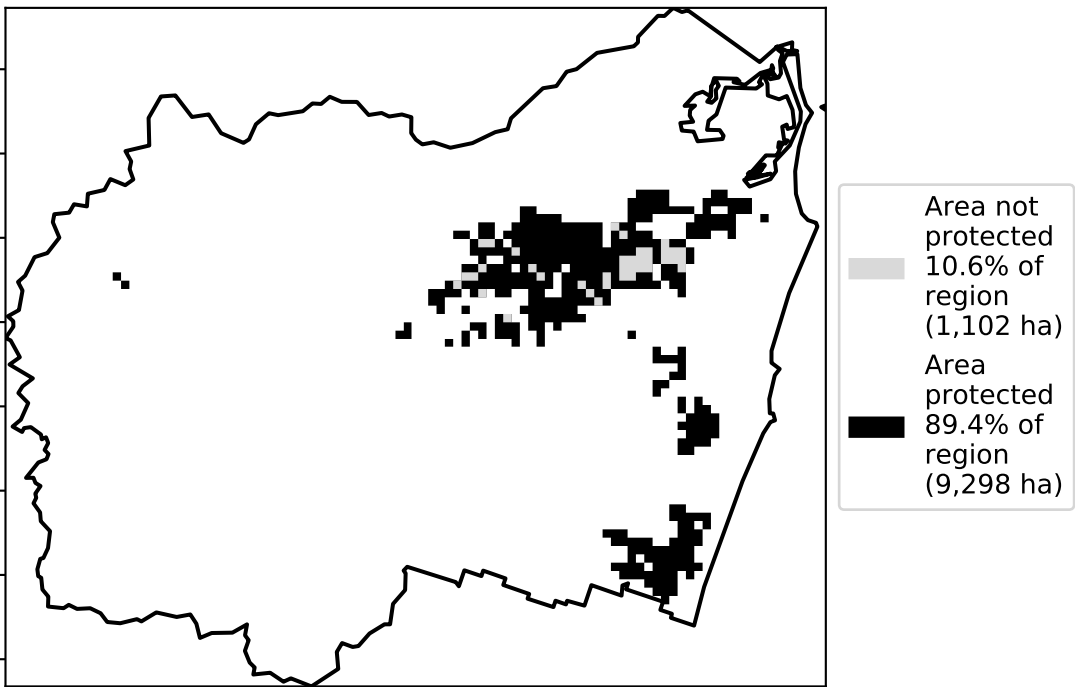 Area not
protected
10.6% of
region
(1,102 ha)
Area
protected
89.4% of
region
(9,298 ha)